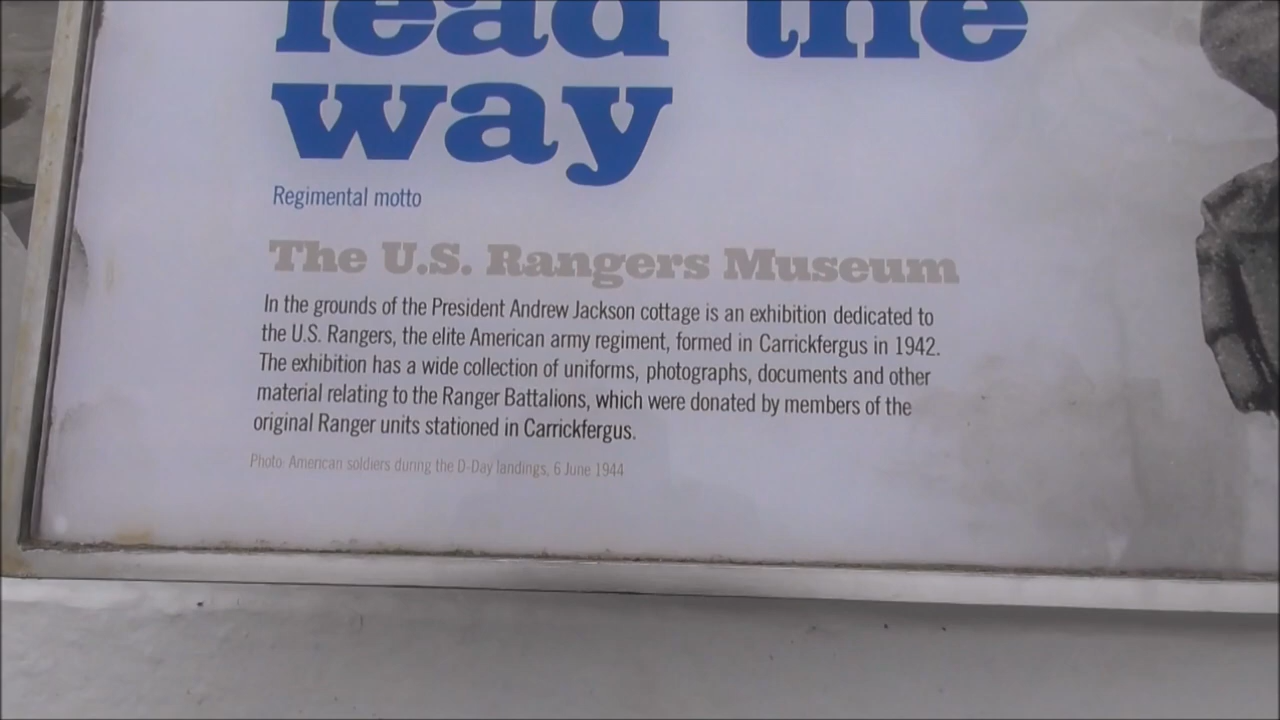 lead the
way
Regimental motto
The U.S. Rangers Museum
In the grounds of the President Andrew Jackson cottage is an exhibition dedicated to
the U.S. Rangers, the elite American army regiment, formed in Carrickfergus in 1942.
The exhibition has a wide collection of uniforms, photographs, documents and other
material relating to the Ranger Battalions, which were donated by members of the
original Ranger units stationed in Carrickfergus.
Photo: American soldiers during the D-Day landings, 6 June 1944